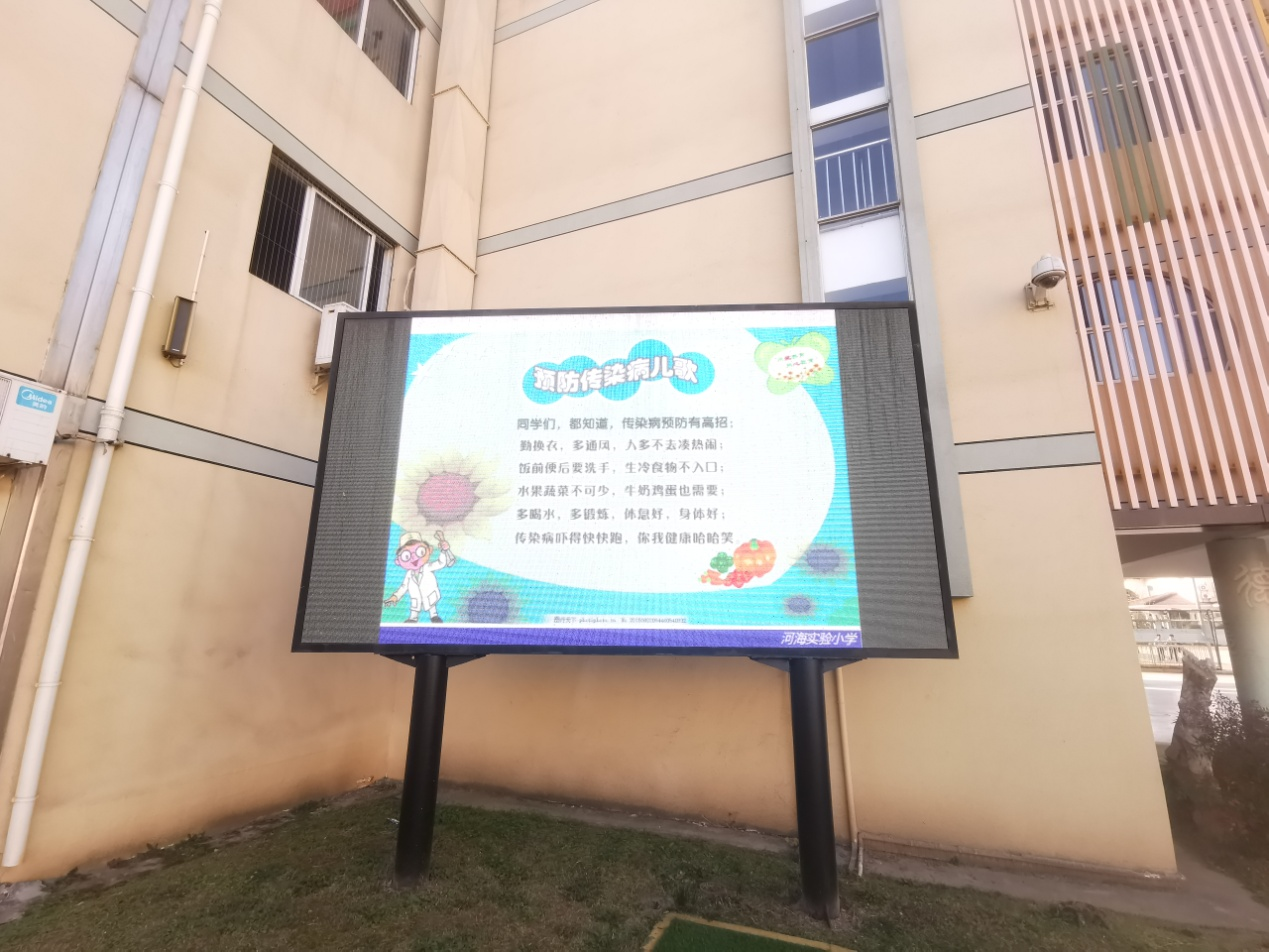 预防传染病儿歌
同学们，都知道，传染病预防有高招；
勤换衣，多通风，人多不去凑热闹；
饭前便后要洗手，生冷食物不入口；
水果蔬菜不可少，牛奶鸡蛋也需要；
多喝水，多锻炼，休息好，身体好；
传染病吓得快快跑，你我健康哈哈笑。
河海实验小学
Midea
美的